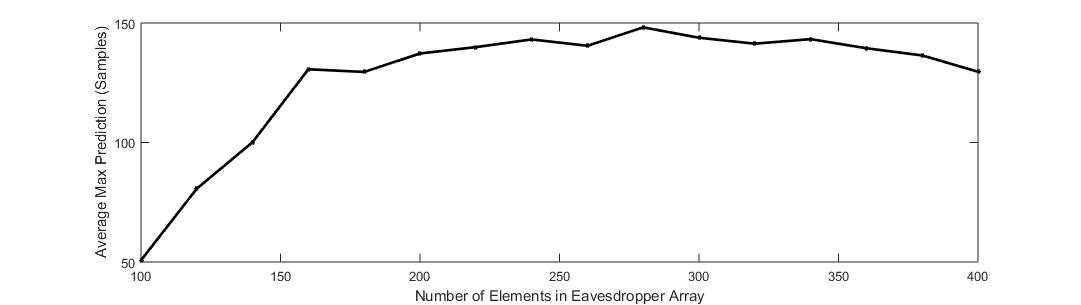 Average Max Prediction (Samples)
150
100
50
100 150 200 250 300 350 400
Number of Elements in Eavesdropper Array